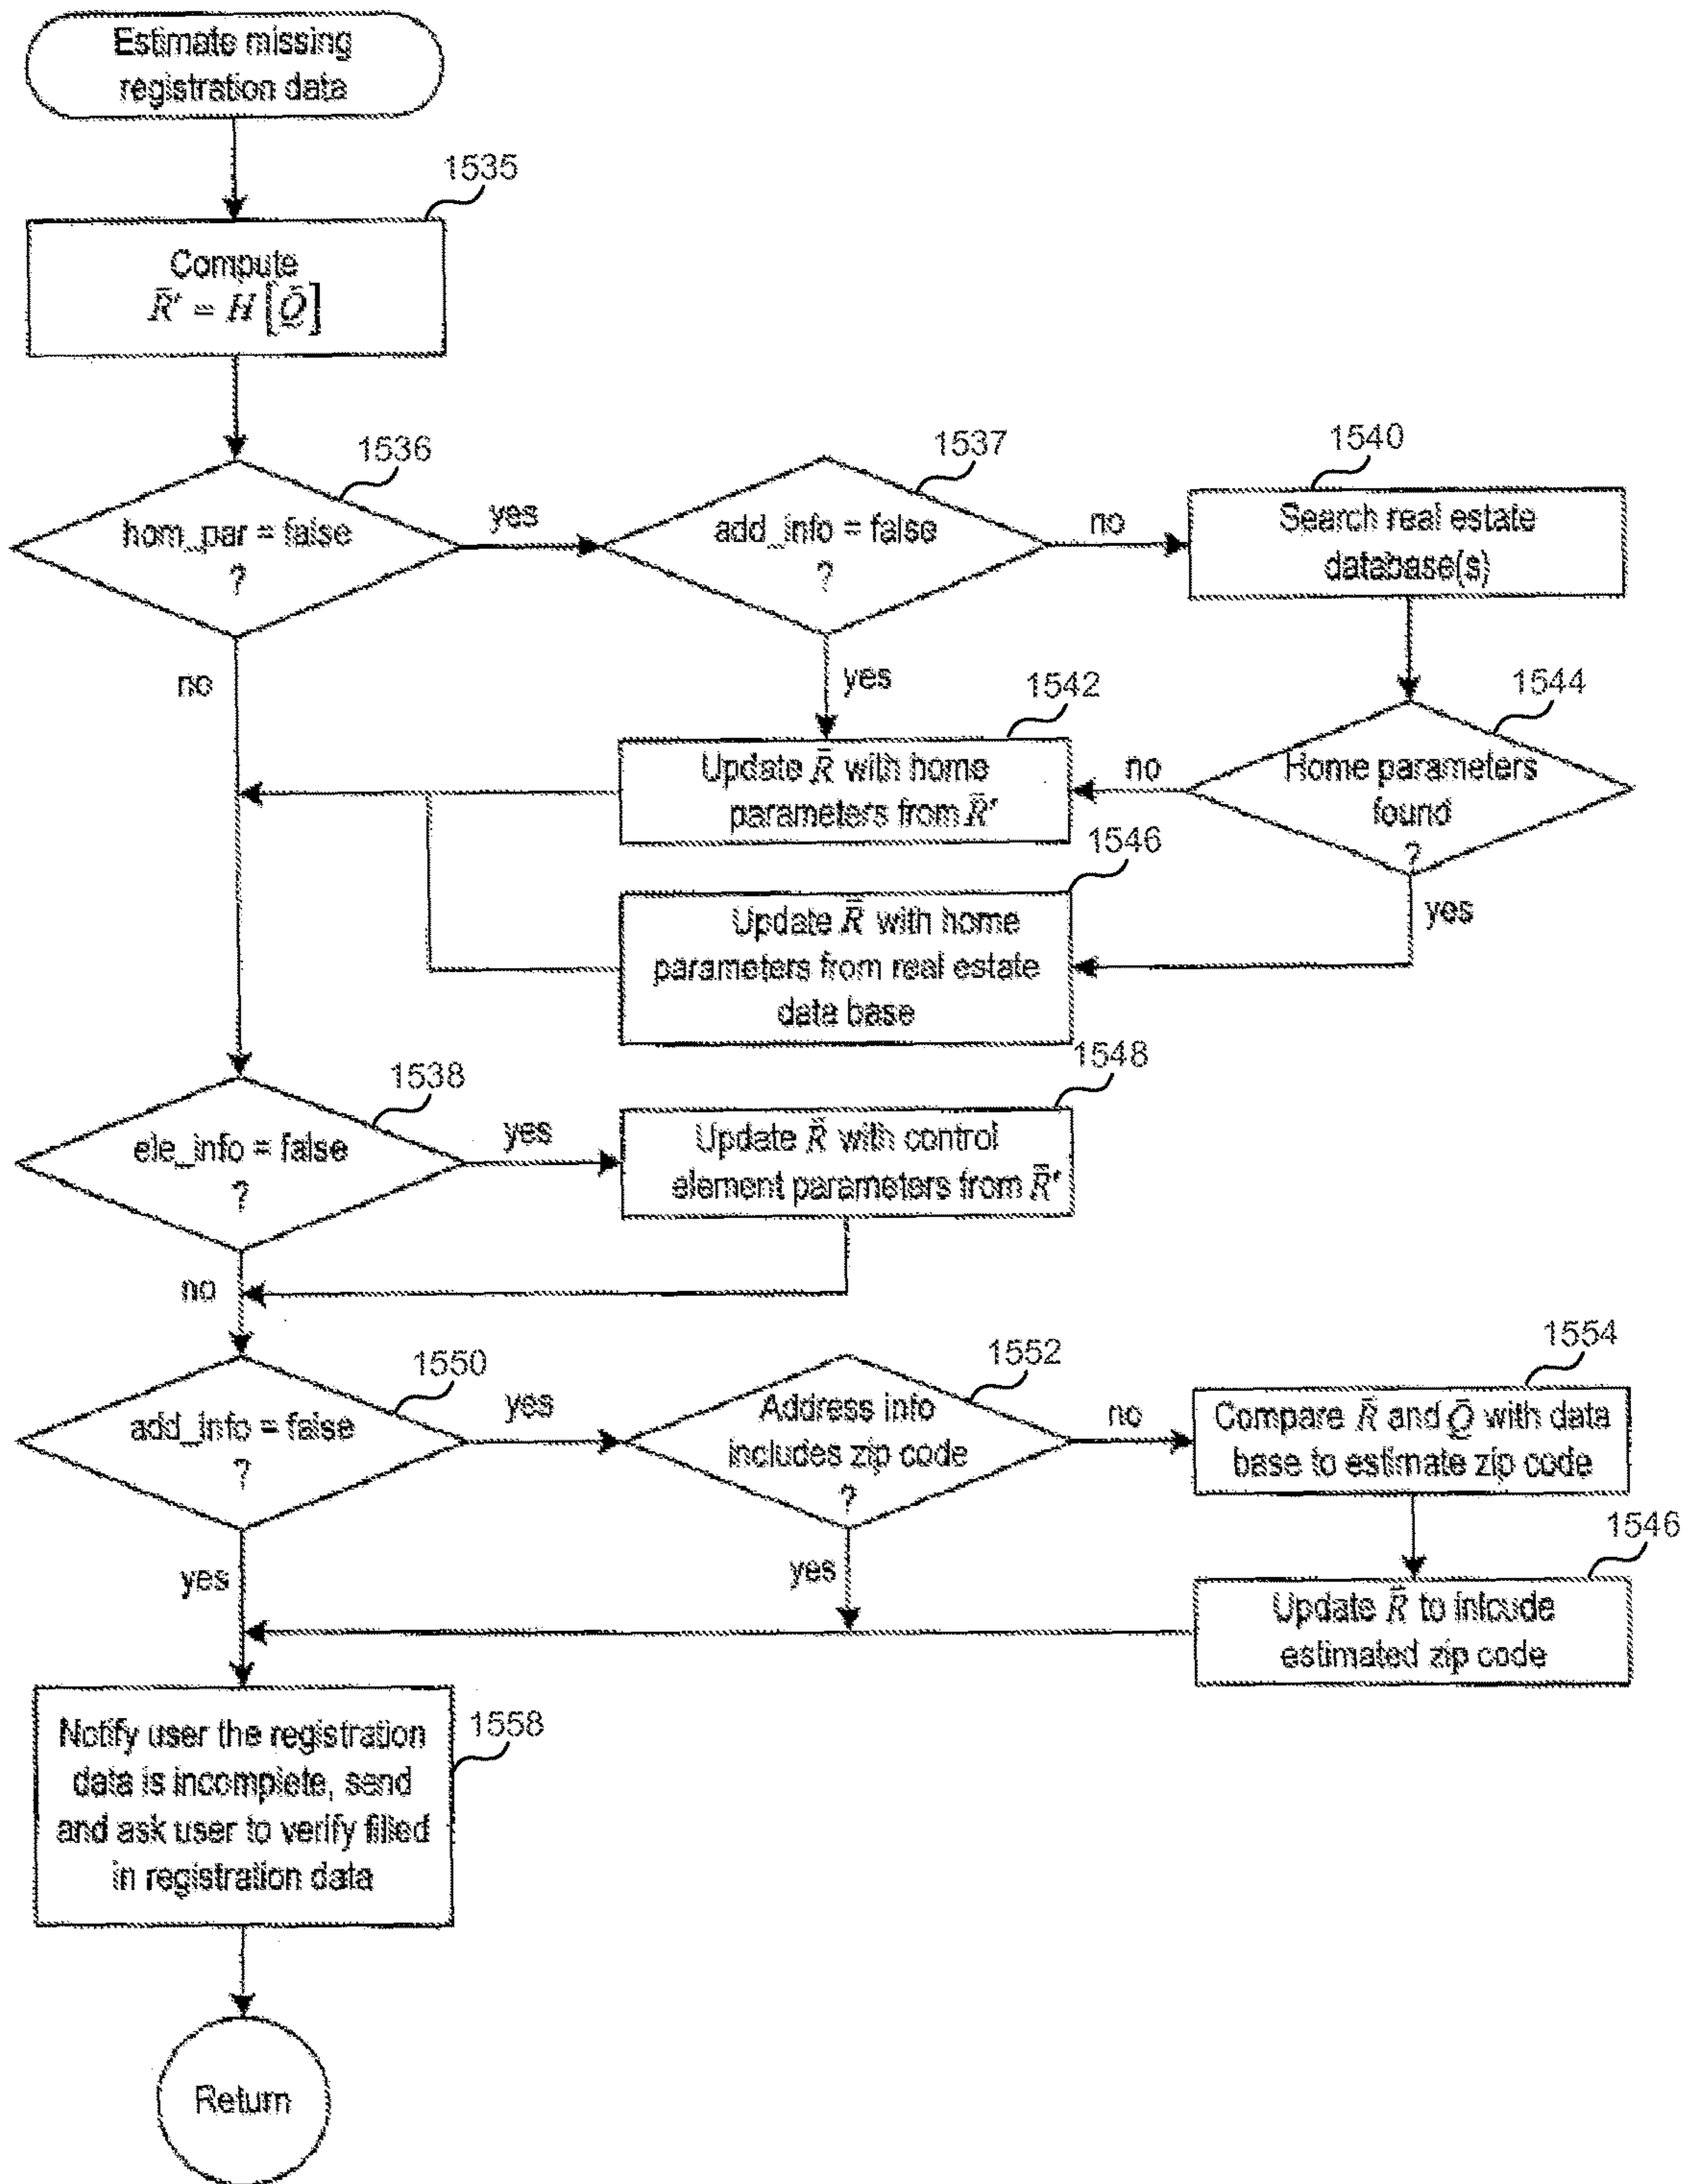 Estimate missing
registration data
1535
Compute
R̄' = H [Q̲̄]
1536
hom_par = false
?
yes
no
1537
add_info = false
?
no
yes
1540
Search real estate
database(s)
1542
Update R̄ with home
parameters from R̄'
1544
Home parameters
found
?
no
yes
1546
Update R̄ with home
parameters from real estate
data base
1538
ele_info = false
?
yes
no
1548
Update R̄ with control
element parameters from R̄'
1550
add_info = false
?
yes
yes
1552
Address info
includes zip code
?
no
yes
1554
Compare R̄ and Q̲̄ with data
base to estimate zip code
1546
Update R̄ to inlcude
estimated zip code
1558
Notify user the registration
data is incomplete, send
and ask user to verify filled
in registration data
Return